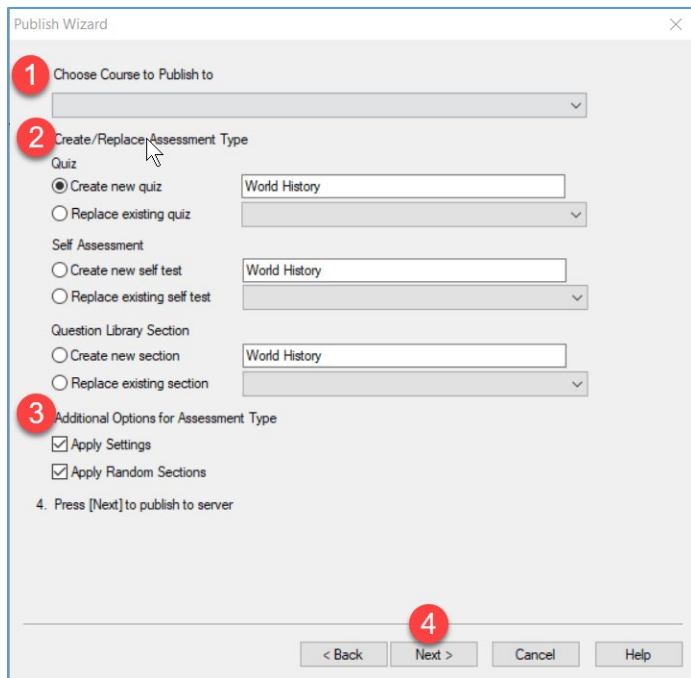 Publish Wizard
1 Choose Course to Publish to
2 Create/Replace Assessment Type
Quiz
Create new quiz World History
Replace existing quiz
Self Assessment
Create new self test World History
Replace existing self test
Question Library Section
Create new section World History
Replace existing section
3 Additional Options for Assessment Type
Apply Settings
Apply Random Sections
4. Press [Next] to publish to server
4
< Back Next > Cancel Help